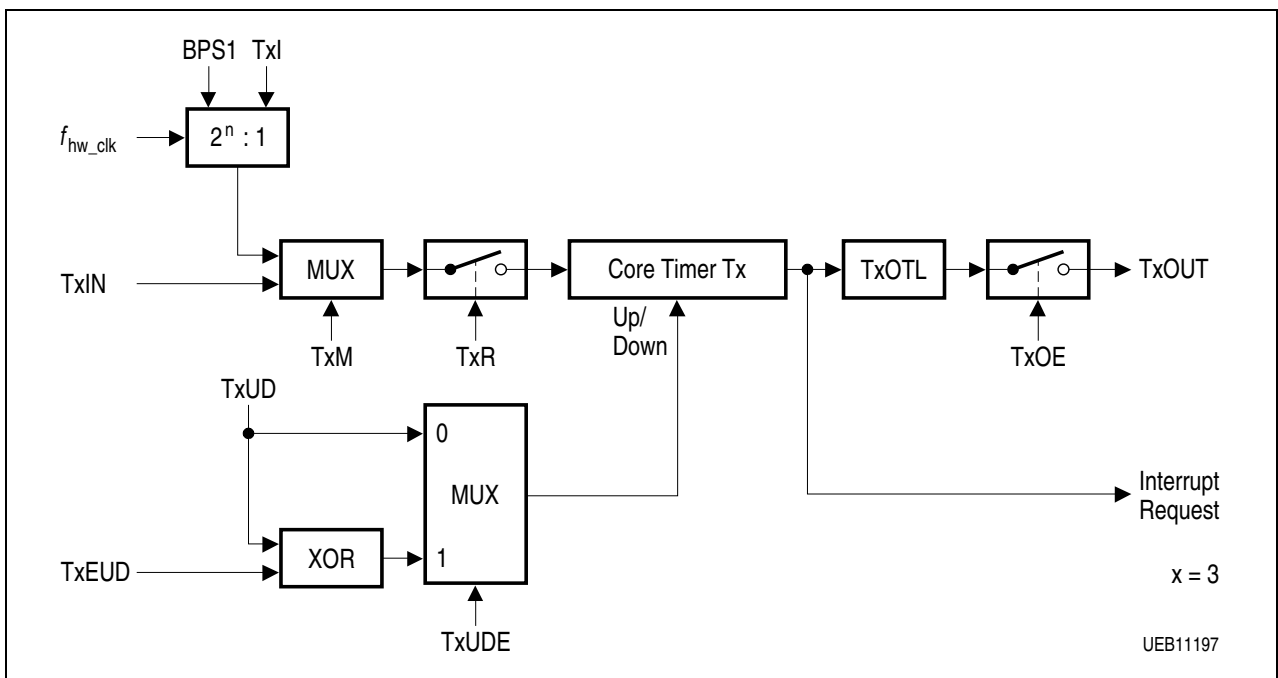 BPS1 TxI
f hw_clk
2ⁿ : 1
TxIN
MUX
Core Timer Tx
TxOTL
TxOUT
Up/
Down
TxM
TxR
TxOE
TxUD
0
MUX
Interrupt
Request
XOR
1
TxEUD
x = 3
TxUDE
UEB11197